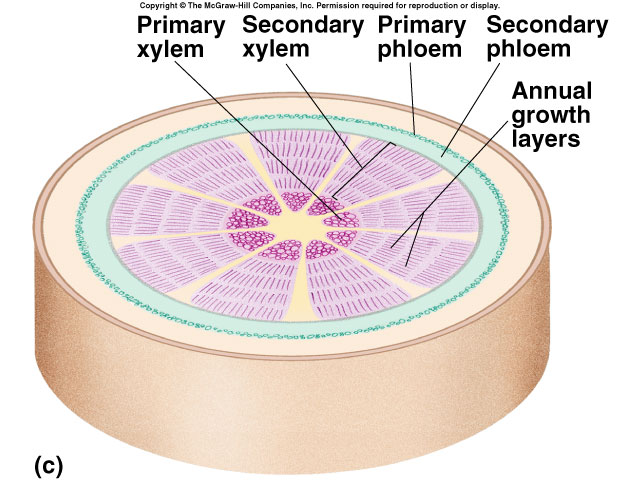 Copyright © The McGraw-Hill Companies, Inc. Permission required for reproduction or display.
Primary xylem
Secondary xylem
Primary phloem
Secondary phloem
Annual growth layers
(c)